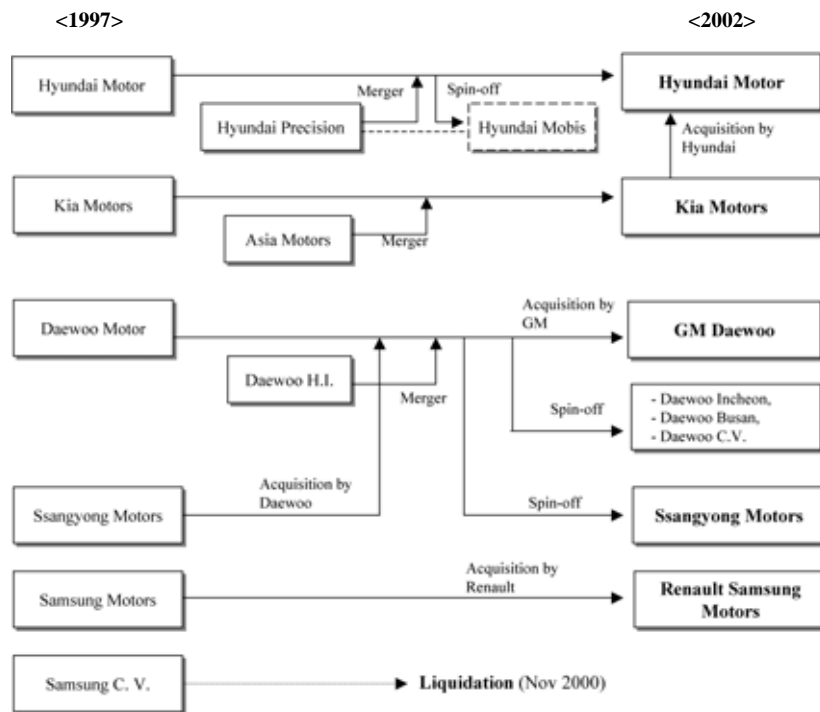 <1997>
<2002>
Hyundai Motor
Merger
Spin-off
Hyundai Motor
Hyundai Precision
Hyundai Mobis
Acquisition by
Hyundai
Kia Motors
Kia Motors
Asia Motors
Merger
Daewoo Motor
Acquisition by
GM
GM Daewoo
Daewoo H.I.
Merger
Spin-off
- Daewoo Incheon,
- Daewoo Busan,
- Daewoo C.V.
Acquisition by
Daewoo
Ssangyong Motors
Spin-off
Ssangyong Motors
Samsung Motors
Acquisition by
Renault
Renault Samsung
Motors
Samsung C. V.
Liquidation (Nov 2000)